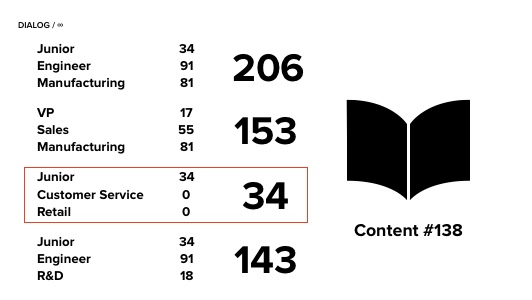 DIALOG / ∞
Junior 34
Engineer 91
Manufacturing 81
206
VP 17
Sales 55
Manufacturing 81
153
Junior 34
Customer Service 0
Retail 0
34
Junior 34
Engineer 91
R&D 18
143
Content #138